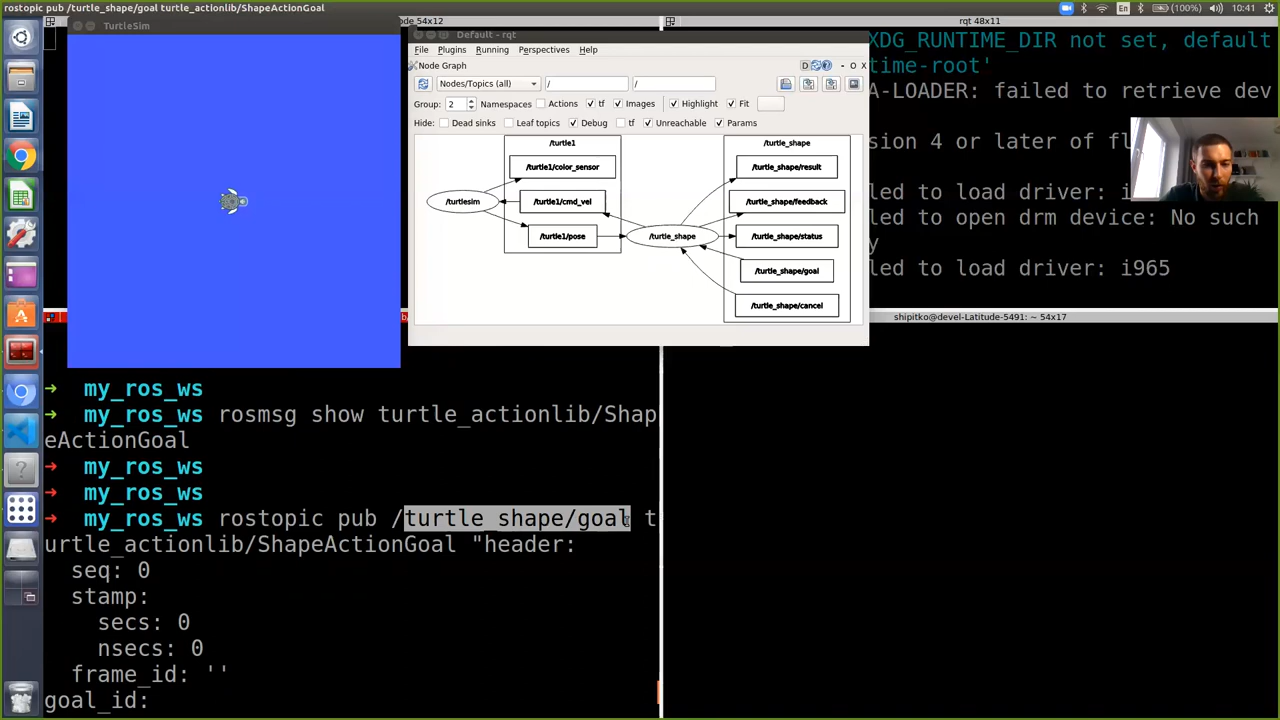 rostopic pub /turtle_shape/goal turtle_actionlib/ShapeActionGoal
En
(100%)
10:41
TurtleSim
ode 54x12
rqt 48x11
Default - rqt
File Plugins Running Perspectives Help
Node Graph
D - O X
Nodes/Topics (all) / /
Group: 2 Namespaces Actions tf Images Highlight Fit
Hide: Dead sinks Leaf topics Debug tf Unreachable Params
/turtle1
/turtle_shape
/turtle1/color_sensor
/turtle_shape/result
/turtlesim
/turtle1/cmd_vel
/turtle_shape/feedback
/turtle1/pose
/turtle_shape
/turtle_shape/status
/turtle_shape/goal
/turtle_shape/cancel
XDG_RUNTIME_DIR not set, default
time-root'
A-LOADER: failed to retrieve dev
sion 4 or later of fl
led to load driver: i
led to open drm device: No such
y
led to load driver: i965
shipitko@devel-Latitude-5491: ~ 54x17
→ my_ros_ws
→ my_ros_ws rosmsg show turtle_actionlib/Shap
eActionGoal
→ my_ros_ws
→ my_ros_ws
→ my_ros_ws rostopic pub /turtle_shape/goal t
urtle_actionlib/ShapeActionGoal "header:
seq: 0
stamp:
secs: 0
nsecs: 0
frame_id: ''
goal_id: